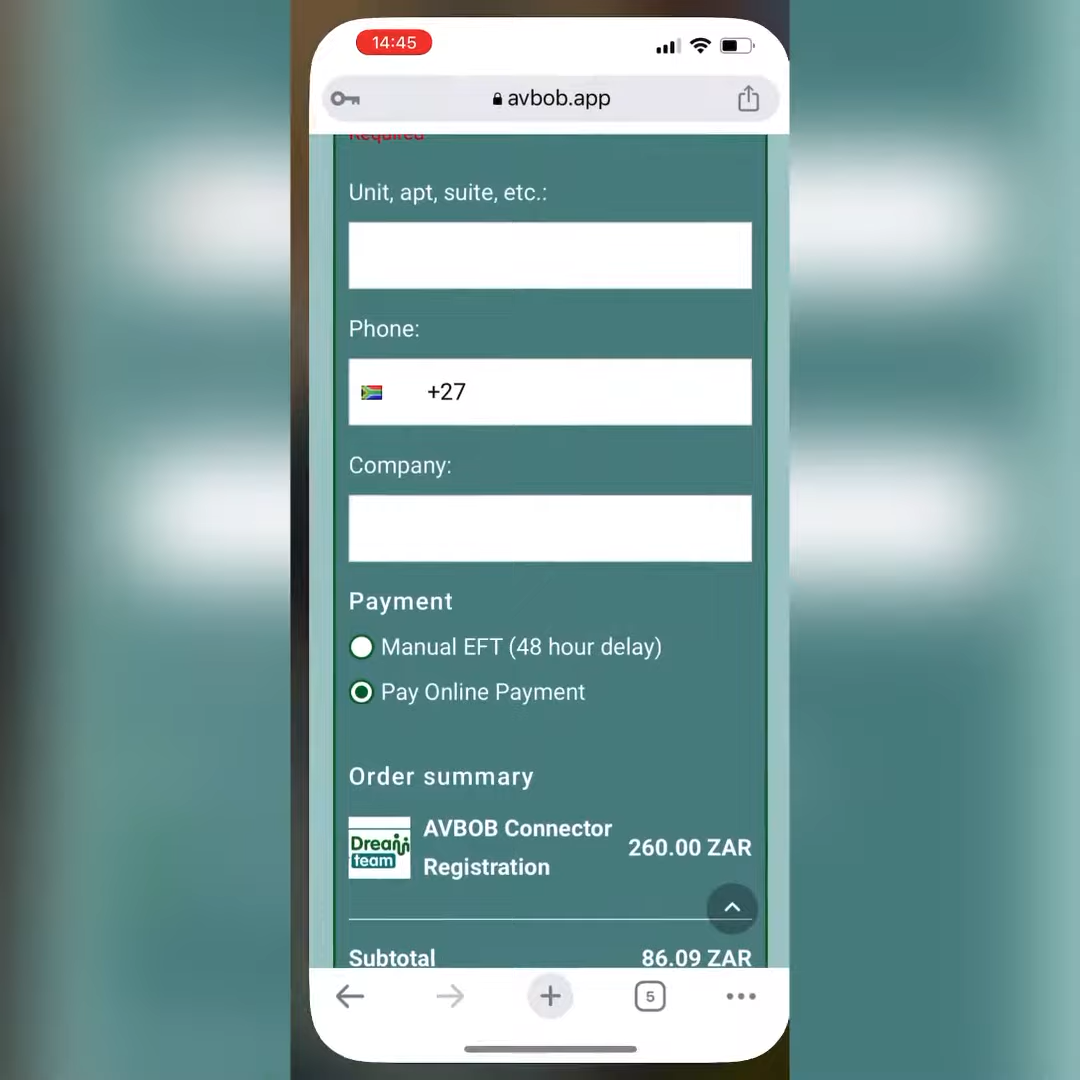 14:45
avbob.app
Required
Unit, apt, suite, etc.:
Phone:
+27
Company:
Payment
Manual EFT (48 hour delay)
Pay Online Payment
Order summary
Dream
team
AVBOB Connector
Registration
260.00 ZAR
Subtotal
86.09 ZAR
5